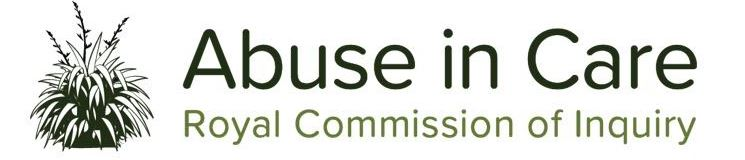 Abuse in Care
Royal Commission of Inquiry